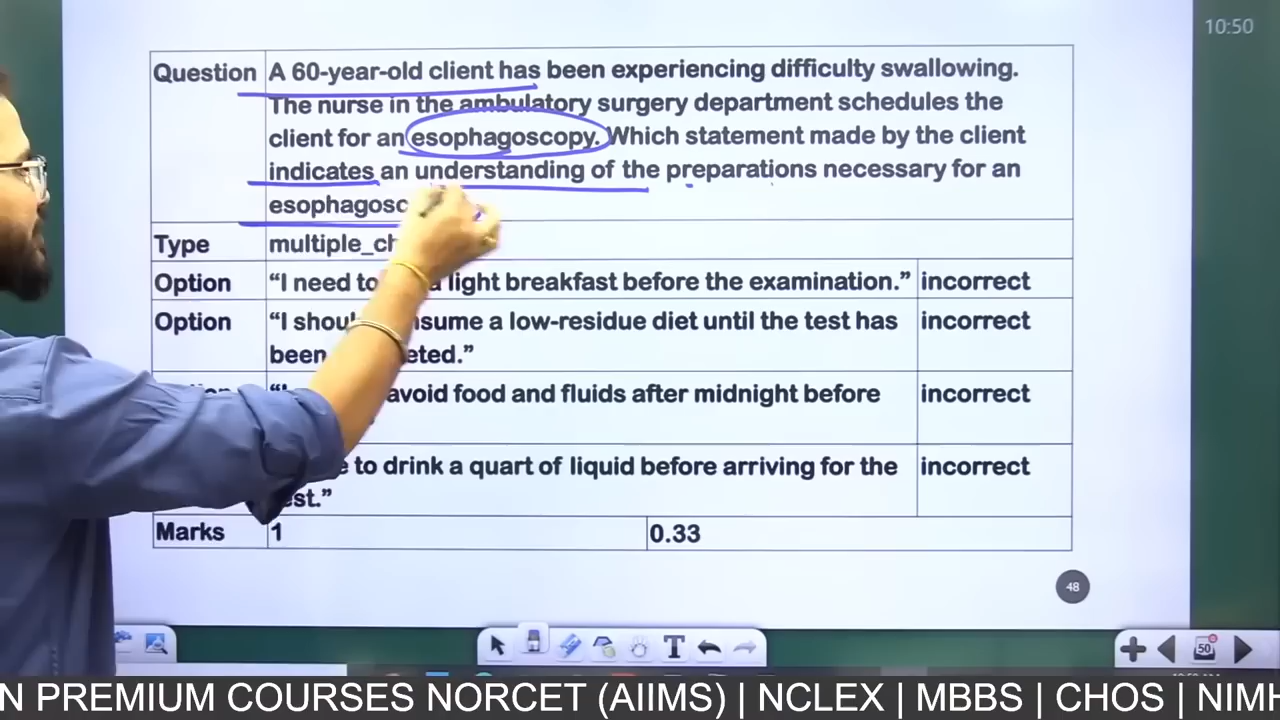 10:50
Question A 60-year-old client has been experiencing difficulty swallowing.
The nurse in the ambulatory surgery department schedules the
client for an esophagoscopy. Which statement made by the client
indicates an understanding of the preparations necessary for an
esophagosc
Type multiple_ch
Option “I need to light breakfast before the examination.” incorrect
Option “I shou nsume a low-residue diet until the test has incorrect
been eted.”
avoid food and fluids after midnight before incorrect
to drink a quart of liquid before arriving for the incorrect
est.”
Marks 1 0.33
48
T
50
N PREMIUM COURSES NORCET (AIIMS) | NCLEX | MBBS | CHOS | NIMH